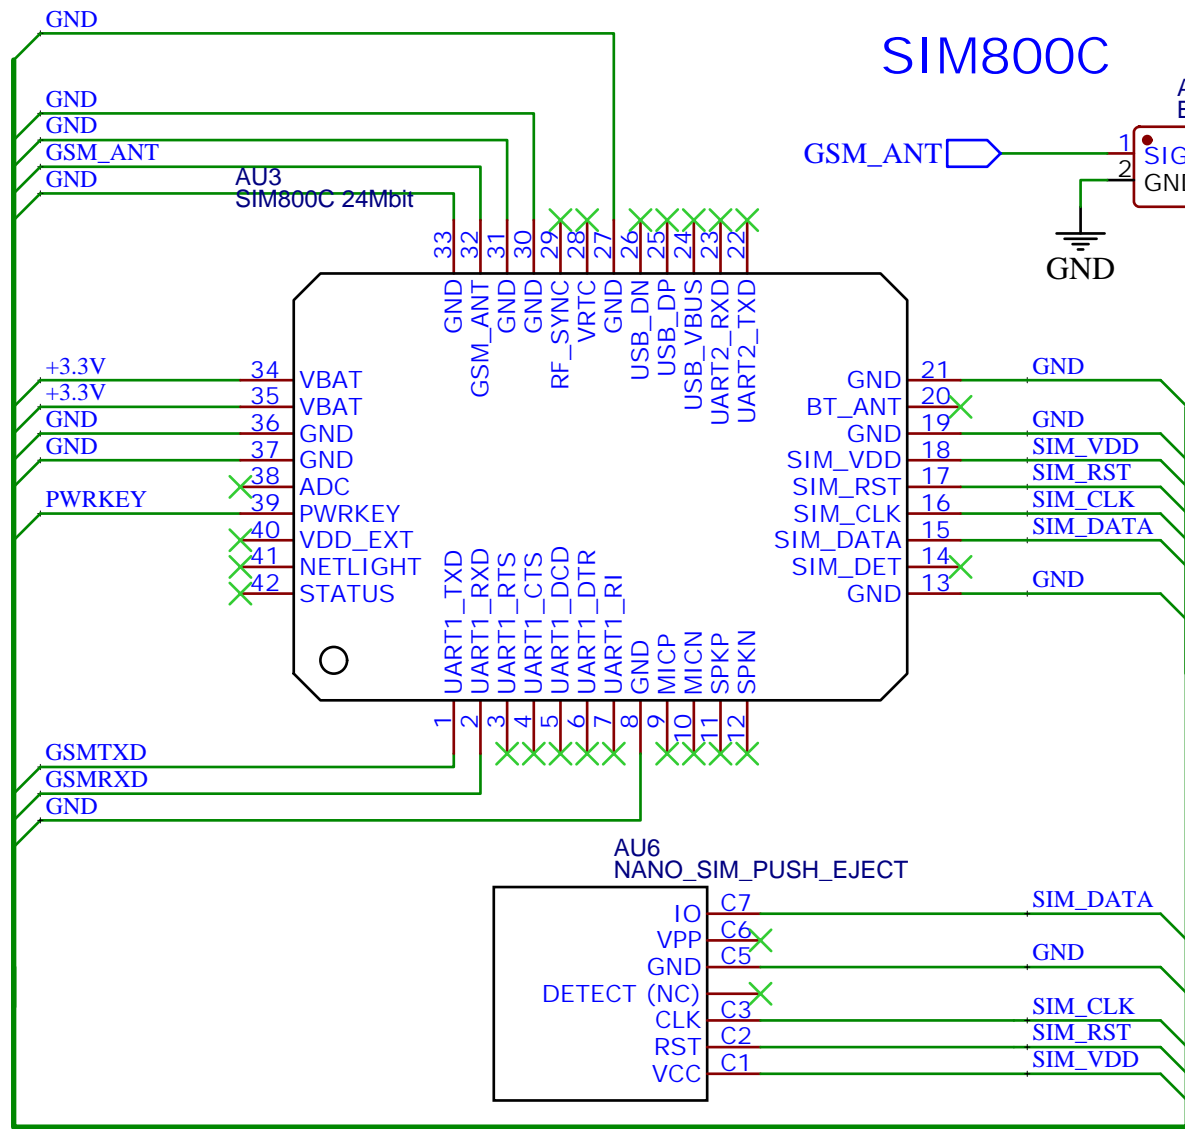 GND
SIM800C
GND
GND
GSM_ANT
GND
AU3
SIM800C 24Mbit
GSM_ANT
1
2
SIG
GND
33
32
31
30
29
28
27
26
25
24
23
22
GND
GSM_ANT
GND
GND
RF_SYNC
VRTC
GND
USB_DN
USB_DP
USB_VBUS
UART2_RXD
UART2_TXD
+3.3V 34 VBAT
+3.3V 35 VBAT
GND 36 GND
GND 37 GND
38 ADC
PWRKEY 39 PWRKEY
40 VDD_EXT
41 NETLIGHT
42 STATUS
GND 21 GND
BT_ANT 20
GND 19 GND
SIM_VDD 18 SIM_VDD
SIM_RST 17 SIM_RST
SIM_CLK 16 SIM_CLK
SIM_DATA 15 SIM_DATA
SIM_DET 14
GND 13 GND
UART1_TXD
UART1_RXD
UART1_RTS
UART1_CTS
UART1_DCD
UART1_DTR
UART1_RI
GND
MICP
MICN
SPKP
SPKN
1
2
3
4
5
6
7
8
9
10
11
12
GSMTXD
GSMRXD
GND
AU6
NANO_SIM_PUSH_EJECT
IO C7 SIM_DATA
VPP C6
GND C5 GND
DETECT (NC)
CLK C3 SIM_CLK
RST C2 SIM_RST
VCC C1 SIM_VDD